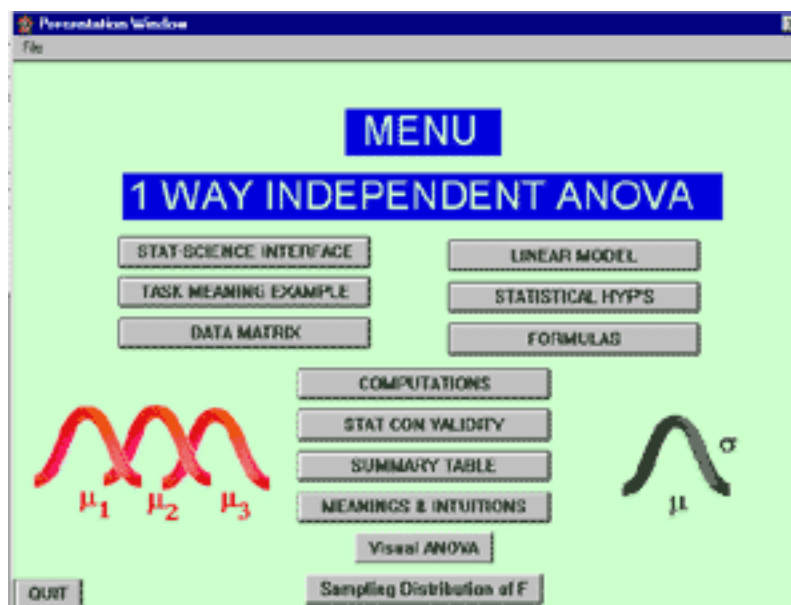 Presentation Window
File
MENU
1 WAY INDEPENDENT ANOVA
STAT-SCIENCE INTERFACE
LINEAR MODEL
TASK MEANING EXAMPLE
STATISTICAL HYP'S
DATA MATRIX
FORMULAS
COMPUTATIONS
STAT CON VALIDITY
SUMMARY TABLE
MEANINGS & INTUITIONS
μ1 μ2 μ3
σ
μ
Visual ANOVA
QUIT
Sampling Distribution of F